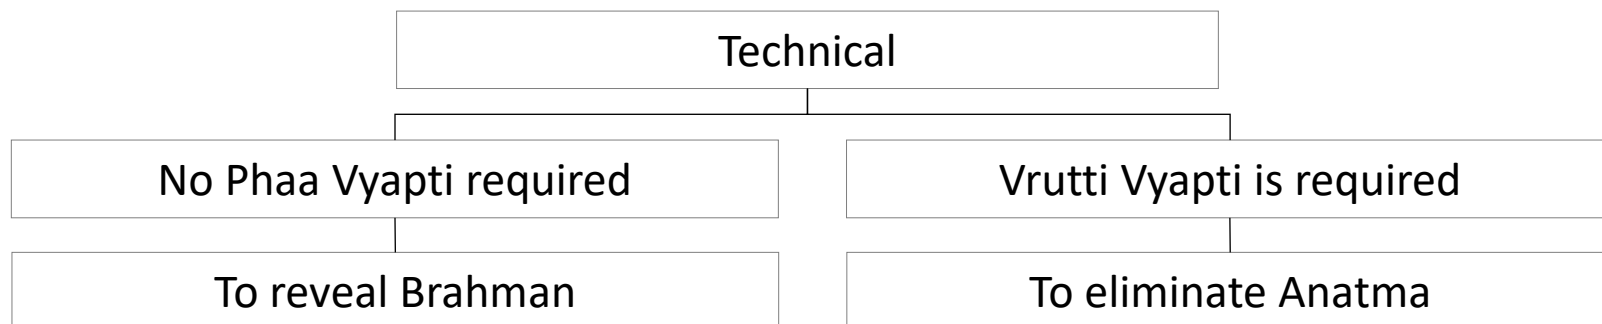 Technical
No Phaa Vyapti required
Vrutti Vyapti is required
To reveal Brahman
To eliminate Anatma